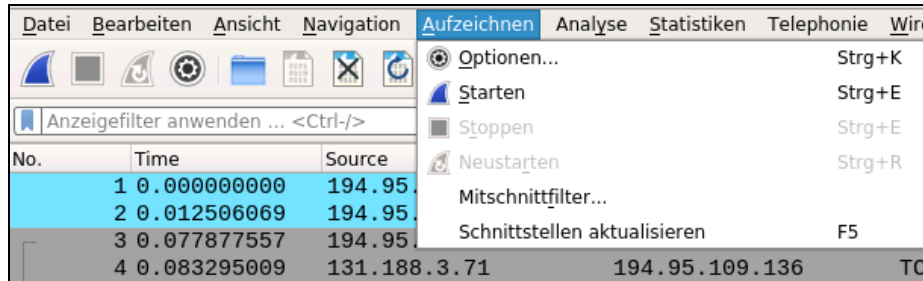 Datei Bearbeiten Ansicht Navigation Aufzeichnen Analyse Statistiken Telephonie
Optionen... Strg+K
Starten Strg+E
Anzeigefilter anwenden ... <Ctrl-/>
Stoppen Strg+E
No. Time Source
Neustarten Strg+R
1 0.000000000 194.95.
Mitschnittfilter...
2 0.012506069 194.95.
Schnittstellen aktualisieren F5
3 0.077877557 194.95.
4 0.083295009 131.188.3.71 194.95.109.136